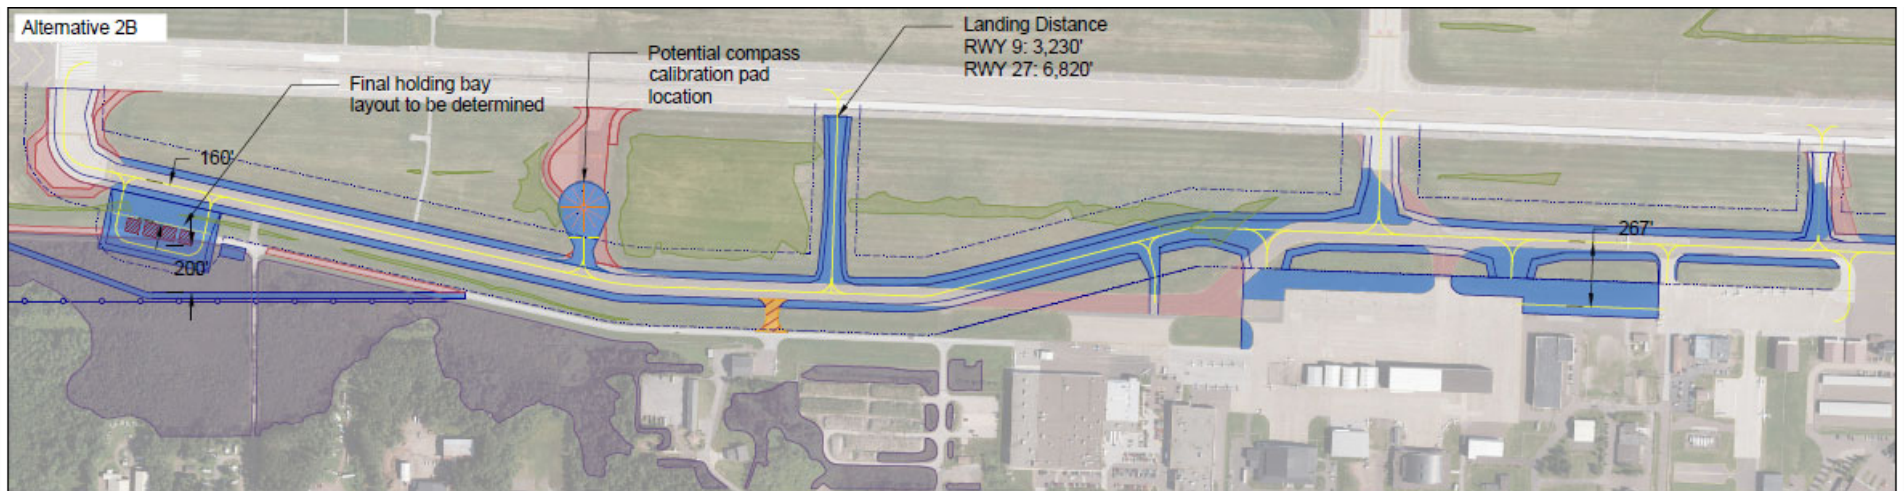 Alternative 2B
Landing Distance
RWY 9: 3,230'
RWY 27: 6,820'
Potential compass
calibration pad
location
Final holding bay
layout to be determined
160'
267'
200'